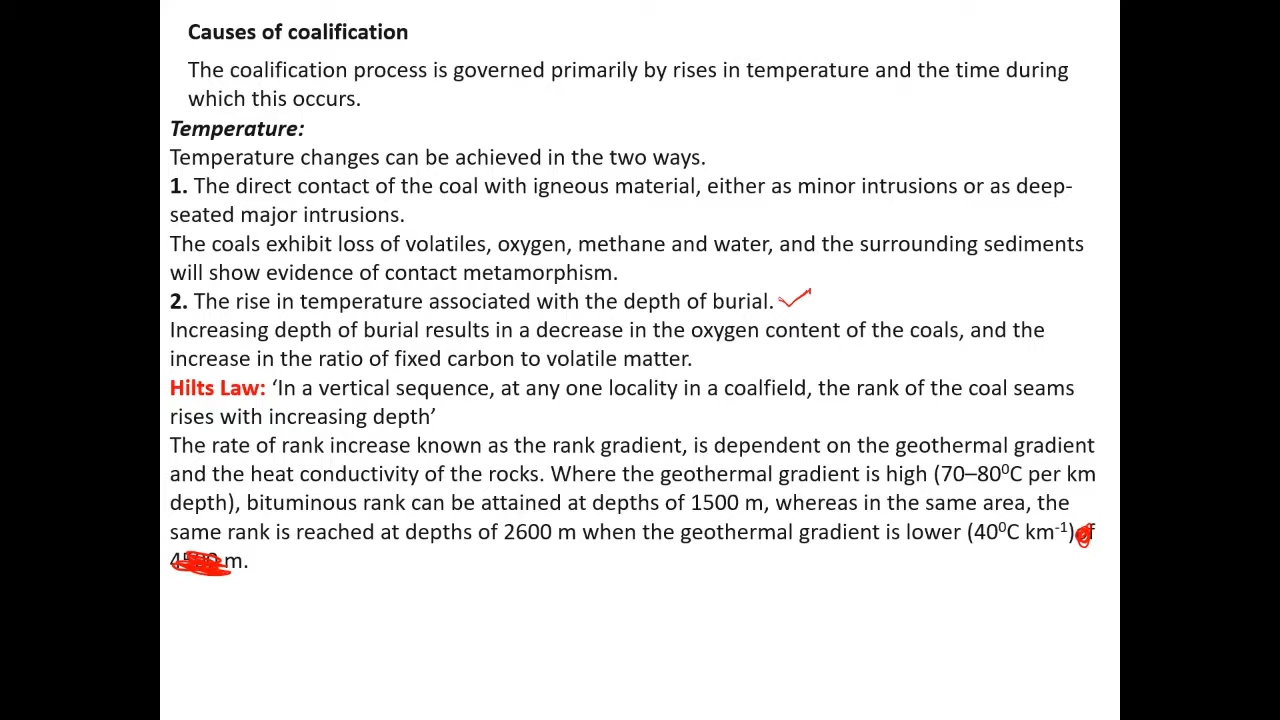 Causes of coalification
The coalification process is governed primarily by rises in temperature and the time during
which this occurs.
Temperature:
Temperature changes can be achieved in the two ways.
1. The direct contact of the coal with igneous material, either as minor intrusions or as deep-
seated major intrusions.
The coals exhibit loss of volatiles, oxygen, methane and water, and the surrounding sediments
will show evidence of contact metamorphism.
2. The rise in temperature associated with the depth of burial.
Increasing depth of burial results in a decrease in the oxygen content of the coals, and the
increase in the ratio of fixed carbon to volatile matter.
Hilts Law: ‘In a vertical sequence, at any one locality in a coalfield, the rank of the coal seams
rises with increasing depth’
The rate of rank increase known as the rank gradient, is dependent on the geothermal gradient
and the heat conductivity of the rocks. Where the geothermal gradient is high (70–80⁰C per km
depth), bituminous rank can be attained at depths of 1500 m, whereas in the same area, the
same rank is reached at depths of 2600 m when the geothermal gradient is lower (40⁰C km⁻¹)
m.